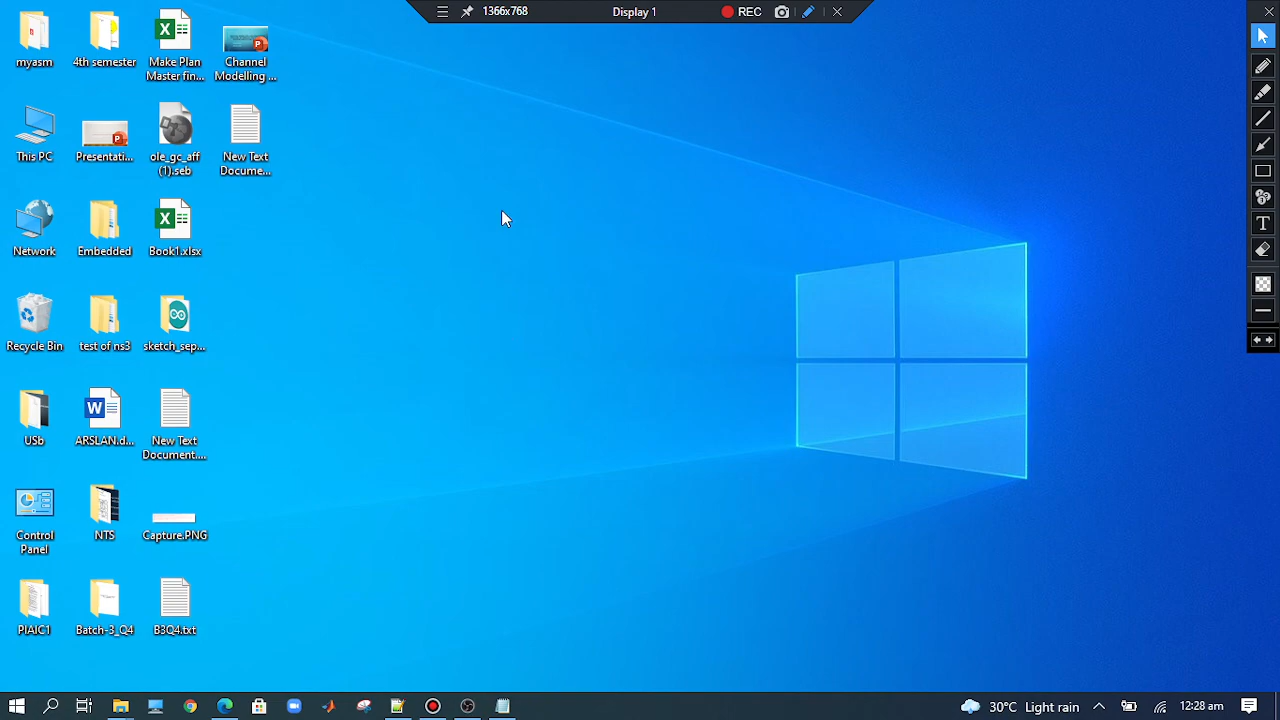 1366x768
Display 1
REC
myasm
4th semester
Make Plan
Master fin...
Channel
Modelling ...
This PC
Presentati...
ole_gc_aff
(1).seb
New Text
Docume...
Network
Embedded
Book1.xlsx
Recycle Bin
test of ns3
sketch_sep...
USb
ARSLAN.d...
New Text
Document....
Control
Panel
NTS
Capture.PNG
PIAIC1
Batch-3_Q4
B3Q4.txt
30°C Light rain
12:28 am